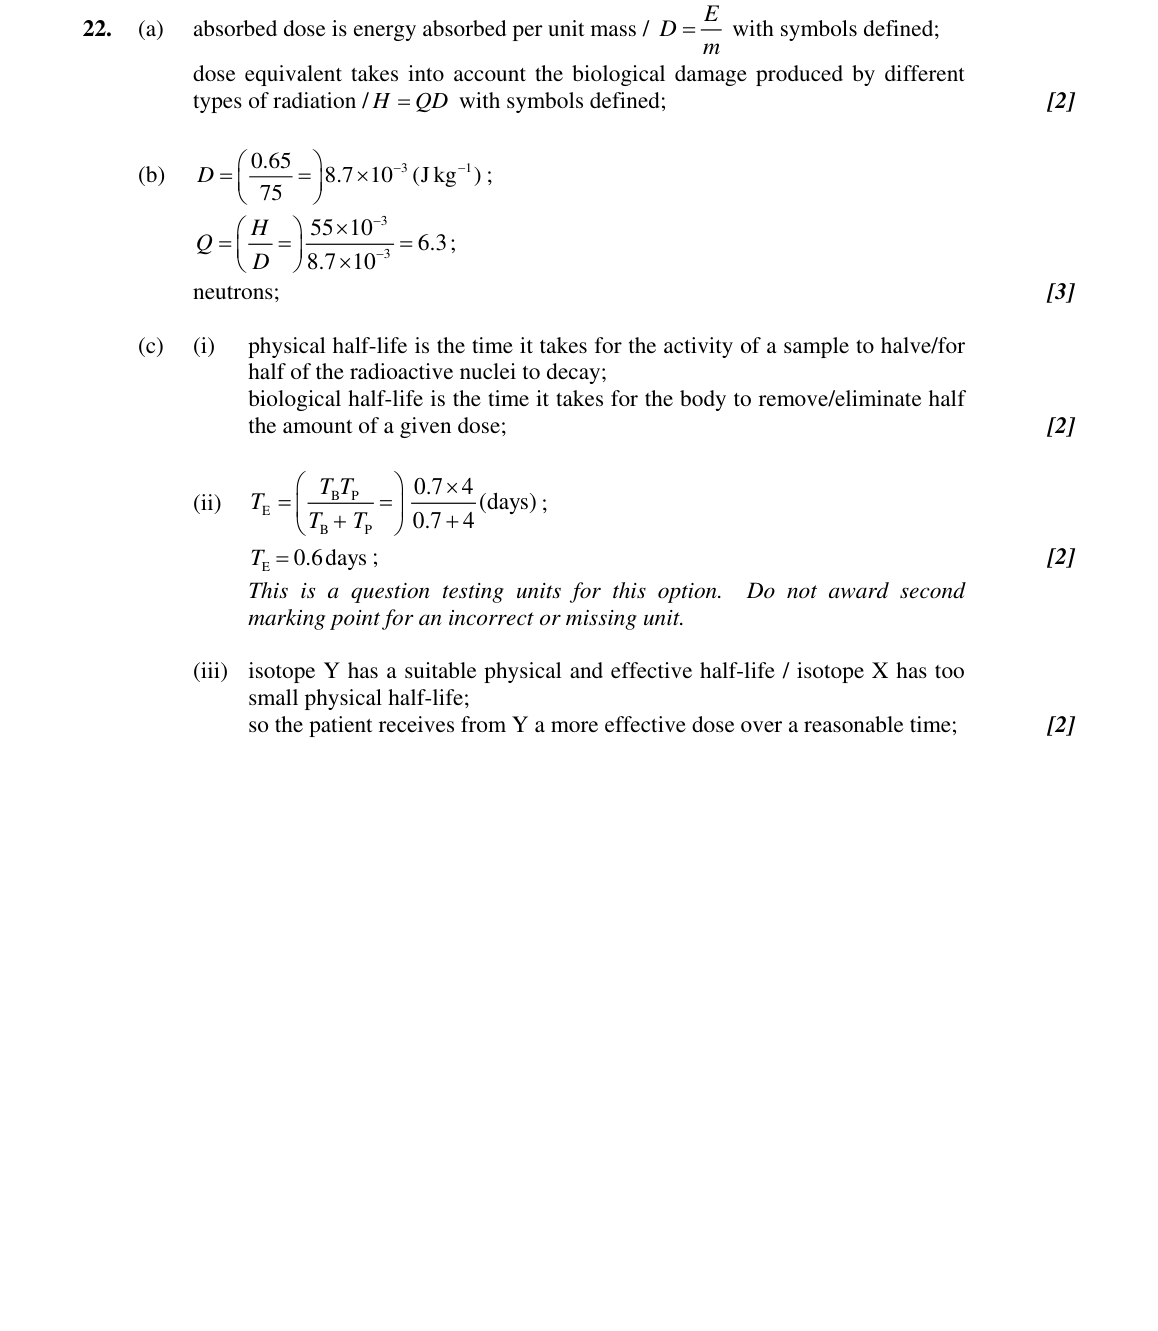 22. (a) absorbed dose is energy absorbed per unit mass / D = E/m with symbols defined;
dose equivalent takes into account the biological damage produced by different
types of radiation / H = QD with symbols defined; [2]
(b) D = (0.65/75 =) 8.7×10⁻³ (J kg⁻¹) ;
Q = (H/D =) 55×10⁻³/8.7×10⁻³ = 6.3 ;
neutrons; [3]
(c) (i) physical half-life is the time it takes for the activity of a sample to halve/for
half of the radioactive nuclei to decay;
biological half-life is the time it takes for the body to remove/eliminate half
the amount of a given dose; [2]
(ii) T_E = (T_B T_P/(T_B + T_P) =) 0.7×4/0.7+4 (days) ;
T_E = 0.6 days ; [2]
This is a question testing units for this option. Do not award second
marking point for an incorrect or missing unit.
(iii) isotope Y has a suitable physical and effective half-life / isotope X has too
small physical half-life;
so the patient receives from Y a more effective dose over a reasonable time; [2]